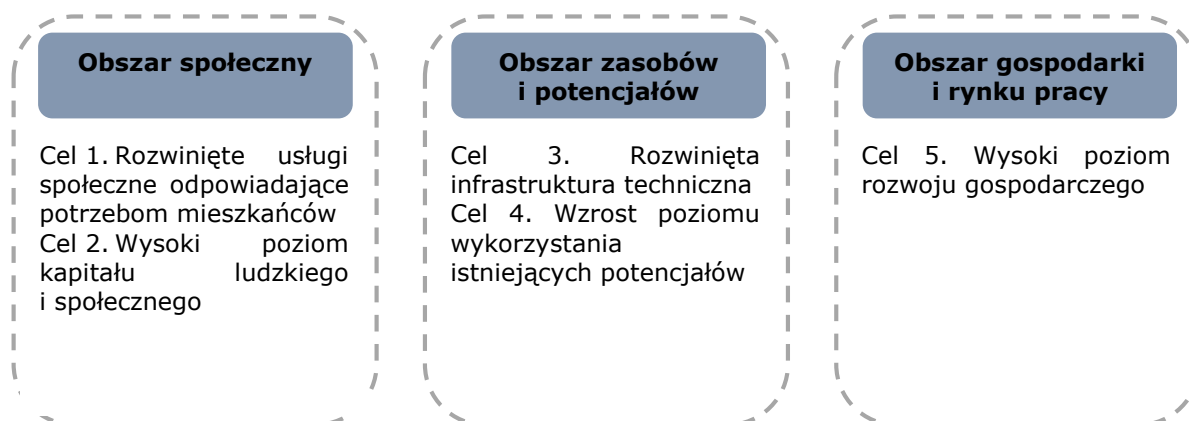 Obszar społeczny
Cel 1. Rozwinięte usługi
społeczne odpowiadające
potrzebom mieszkańców
Cel 2. Wysoki poziom
kapitału ludzkiego
i społecznego
Obszar zasobów
i potencjałów
Cel 3. Rozwinięta
infrastruktura techniczna
Cel 4. Wzrost poziomu
wykorzystania
istniejących potencjałów
Obszar gospodarki
i rynku pracy
Cel 5. Wysoki poziom
rozwoju gospodarczego